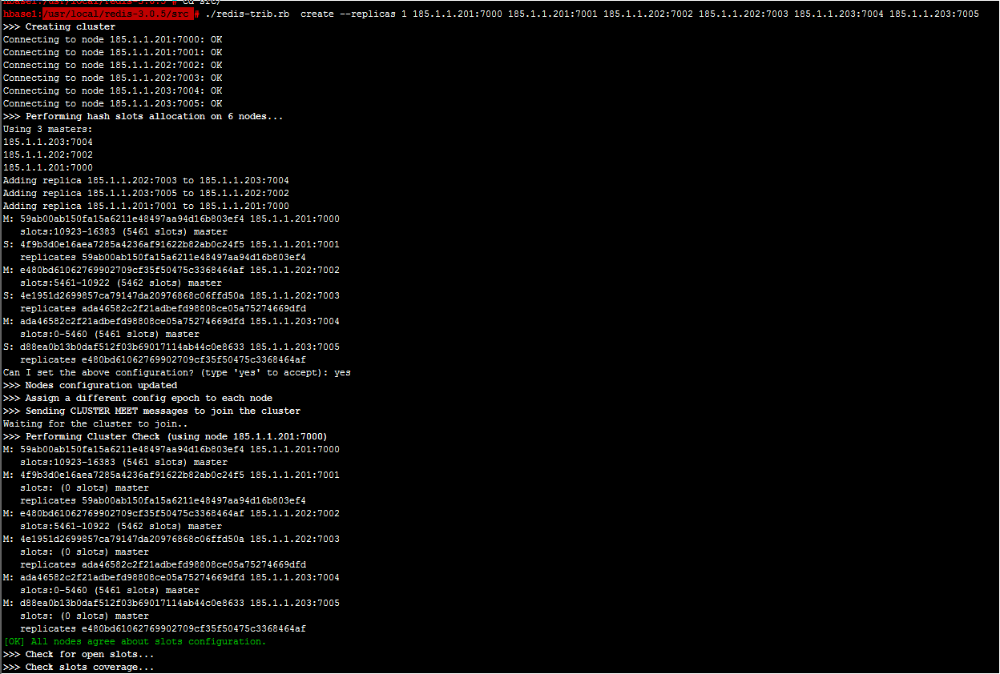 hbase1:/usr/local/redis-3.0.5 # cd src/
hbase1:/usr/local/redis-3.0.5/src # ./redis-trib.rb  create --replicas 1 185.1.1.201:7000 185.1.1.201:7001 185.1.1.202:7002 185.1.1.202:7003 185.1.1.203:7004 185.1.1.203:7005
>>> Creating cluster
Connecting to node 185.1.1.201:7000: OK
Connecting to node 185.1.1.201:7001: OK
Connecting to node 185.1.1.202:7002: OK
Connecting to node 185.1.1.202:7003: OK
Connecting to node 185.1.1.203:7004: OK
Connecting to node 185.1.1.203:7005: OK
>>> Performing hash slots allocation on 6 nodes...
Using 3 masters:
185.1.1.203:7004
185.1.1.202:7002
185.1.1.201:7000
Adding replica 185.1.1.202:7003 to 185.1.1.203:7004
Adding replica 185.1.1.203:7005 to 185.1.1.202:7002
Adding replica 185.1.1.201:7001 to 185.1.1.201:7000
M: 59ab00ab150fa15a6211e48497aa94d16b803ef4 185.1.1.201:7000
   slots:10923-16383 (5461 slots) master
S: 4f9b3d0e16aea7285a4236af91622b82ab0c24f5 185.1.1.201:7001
   replicates 59ab00ab150fa15a6211e48497aa94d16b803ef4
M: e480bd61062769902709cf35f50475c3368464af 185.1.1.202:7002
   slots:5461-10922 (5462 slots) master
S: 4e1951d2699857ca79147da20976868c06ffd50a 185.1.1.202:7003
   replicates ada46582c2f21adbefd98808ce05a75274669dfd
M: ada46582c2f21adbefd98808ce05a75274669dfd 185.1.1.203:7004
   slots:0-5460 (5461 slots) master
S: d88ea0b13b0daf512f03b69017114ab44c0e8633 185.1.1.203:7005
   replicates e480bd61062769902709cf35f50475c3368464af
Can I set the above configuration? (type 'yes' to accept): yes
>>> Nodes configuration updated
>>> Assign a different config epoch to each node
>>> Sending CLUSTER MEET messages to join the cluster
Waiting for the cluster to join..
>>> Performing Cluster Check (using node 185.1.1.201:7000)
M: 59ab00ab150fa15a6211e48497aa94d16b803ef4 185.1.1.201:7000
   slots:10923-16383 (5461 slots) master
M: 4f9b3d0e16aea7285a4236af91622b82ab0c24f5 185.1.1.201:7001
   slots: (0 slots) master
   replicates 59ab00ab150fa15a6211e48497aa94d16b803ef4
M: e480bd61062769902709cf35f50475c3368464af 185.1.1.202:7002
   slots:5461-10922 (5462 slots) master
M: 4e1951d2699857ca79147da20976868c06ffd50a 185.1.1.202:7003
   slots: (0 slots) master
   replicates ada46582c2f21adbefd98808ce05a75274669dfd
M: ada46582c2f21adbefd98808ce05a75274669dfd 185.1.1.203:7004
   slots:0-5460 (5461 slots) master
M: d88ea0b13b0daf512f03b69017114ab44c0e8633 185.1.1.203:7005
   slots: (0 slots) master
   replicates e480bd61062769902709cf35f50475c3368464af
[OK] All nodes agree about slots configuration.
>>> Check for open slots...
>>> Check slots coverage...